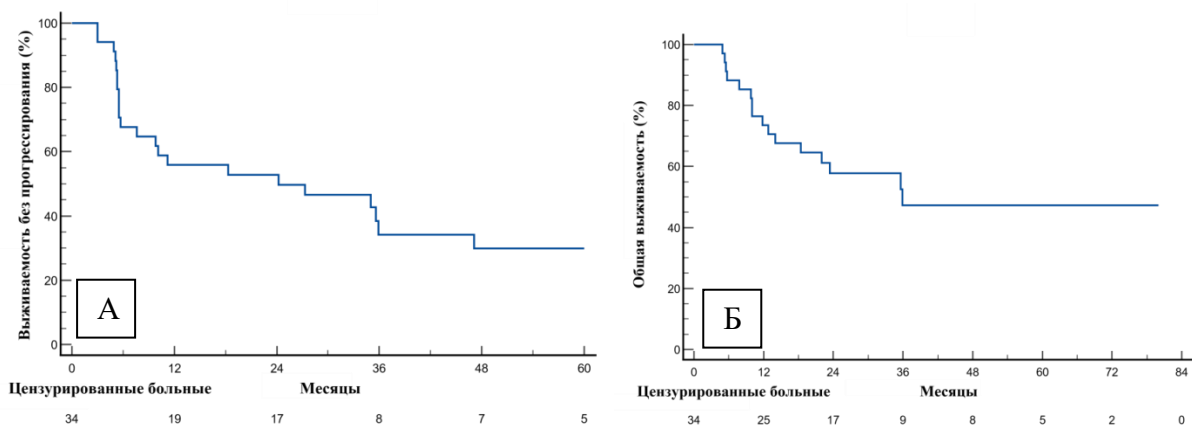 Выживаемость без прогрессирования (%)
100
80
60
40
20
0
А
0 12 24 36 48 60
Цензурированные больные Месяцы
34 19 17 8 7 5
Общая выживаемость (%)
100
80
60
40
20
0
Б
0 12 24 36 48 60 72 84
Цензурированные больные Месяцы
34 25 17 9 8 5 2 0